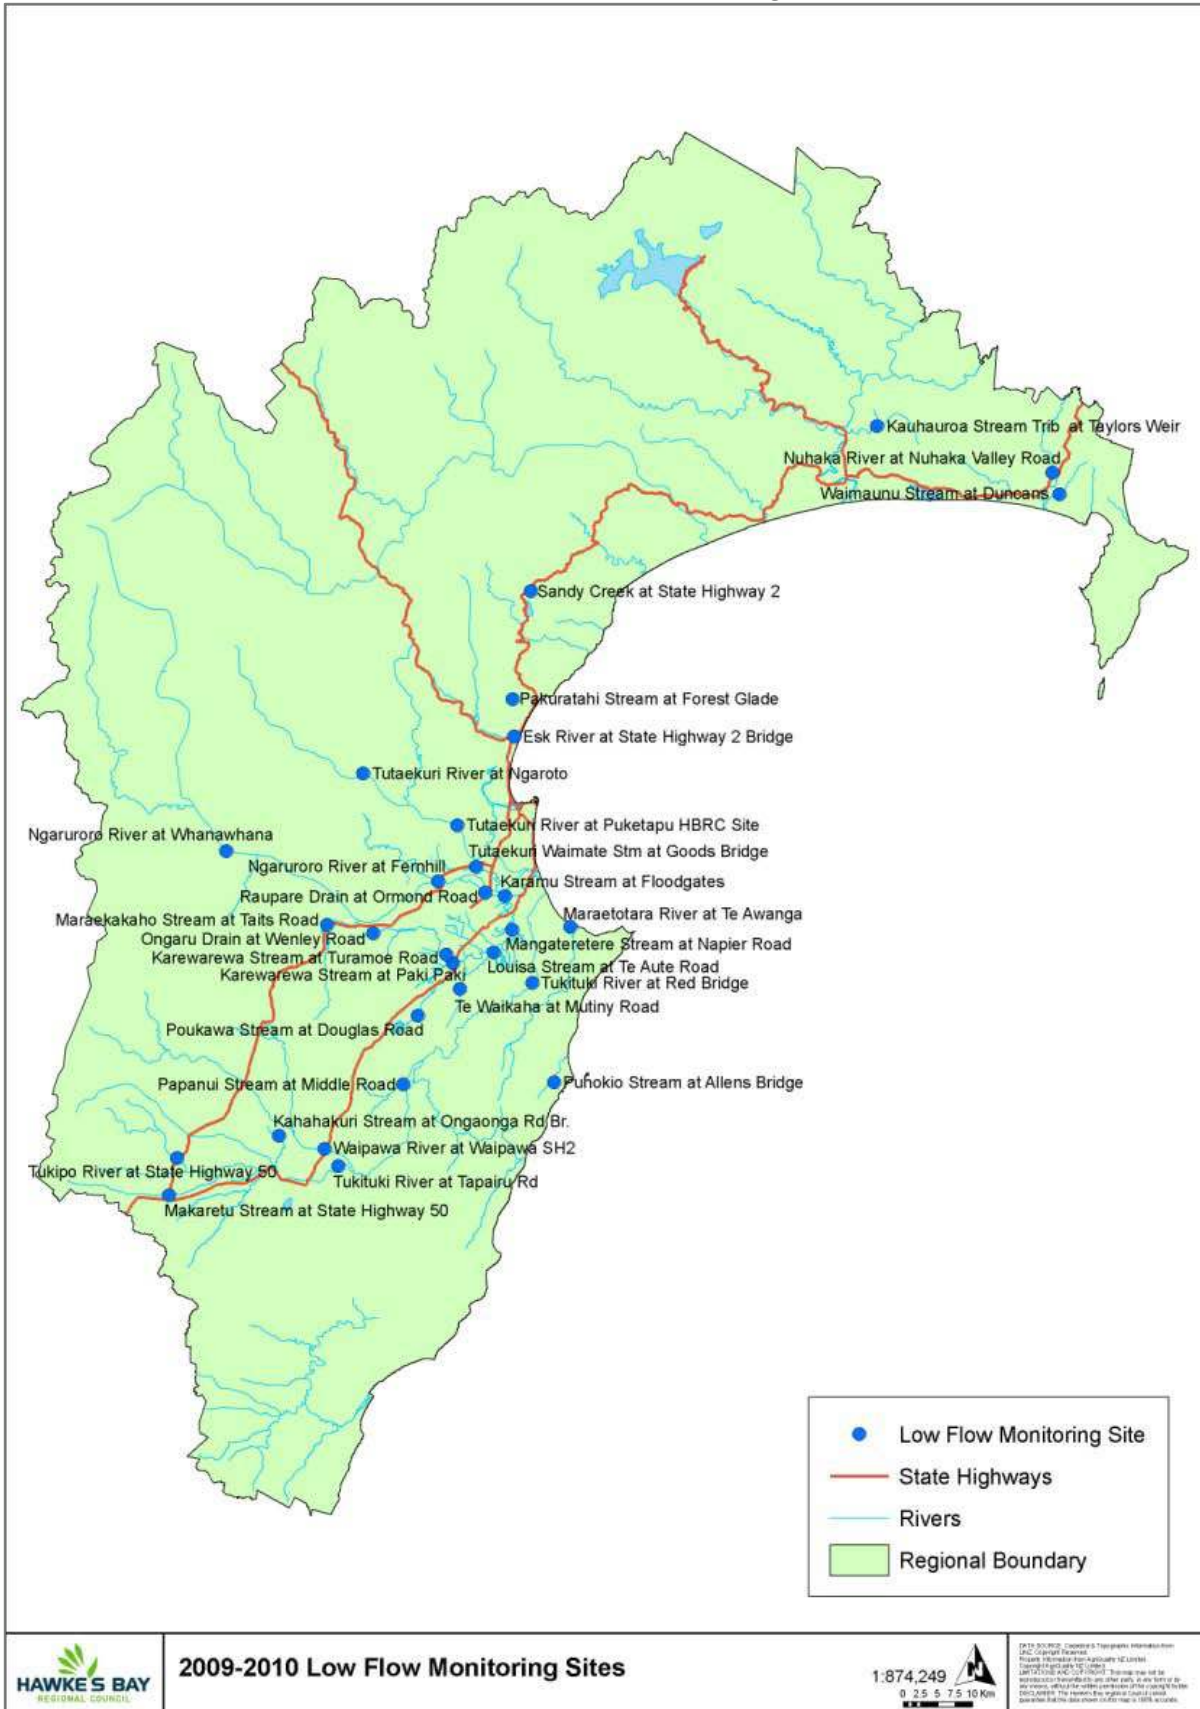 Kauhauroa Stream Trib at Taylors Weir
Nuhaka River at Nuhaka Valley Road
Waimaunu Stream at Duncans
Sandy Creek at State Highway 2
Pakuratahi Stream at Forest Glade
Esk River at State Highway 2 Bridge
Tutaekuri River at Ngaroto
Tutaekuri River at Puketapu HBRC Site
Ngaruroro River at Whanawhana
Tutaekuri Waimate Stm at Goods Bridge
Ngaruroro River at Fernhill
Karamu Stream at Floodgates
Raupare Drain at Ormond Road
Maraetotara River at Te Awanga
Maraekakaho Stream at Taits Road
Ongaru Drain at Wenley Road
Mangateretere Stream at Napier Road
Karewarewa Stream at Turamoe Road
Louisa Stream at Te Aute Road
Karewarewa Stream at Paki Paki
Tukituki River at Red Bridge
Te Waikaha at Mutiny Road
Poukawa Stream at Douglas Road
Papanui Stream at Middle Road
Puhokio Stream at Allens Bridge
Kahahakuri Stream at Ongaonga Rd Br.
Waipawa River at Waipawa SH2
Tukipo River at State Highway 50
Tukituki River at Tapairu Rd
Makaretu Stream at State Highway 50
Low Flow Monitoring Site
State Highways
Rivers
Regional Boundary
HAWKE'S BAY
REGIONAL COUNCIL
2009-2010 Low Flow Monitoring Sites
1:874,249
N
0 2.5 5 7.5 10 Km